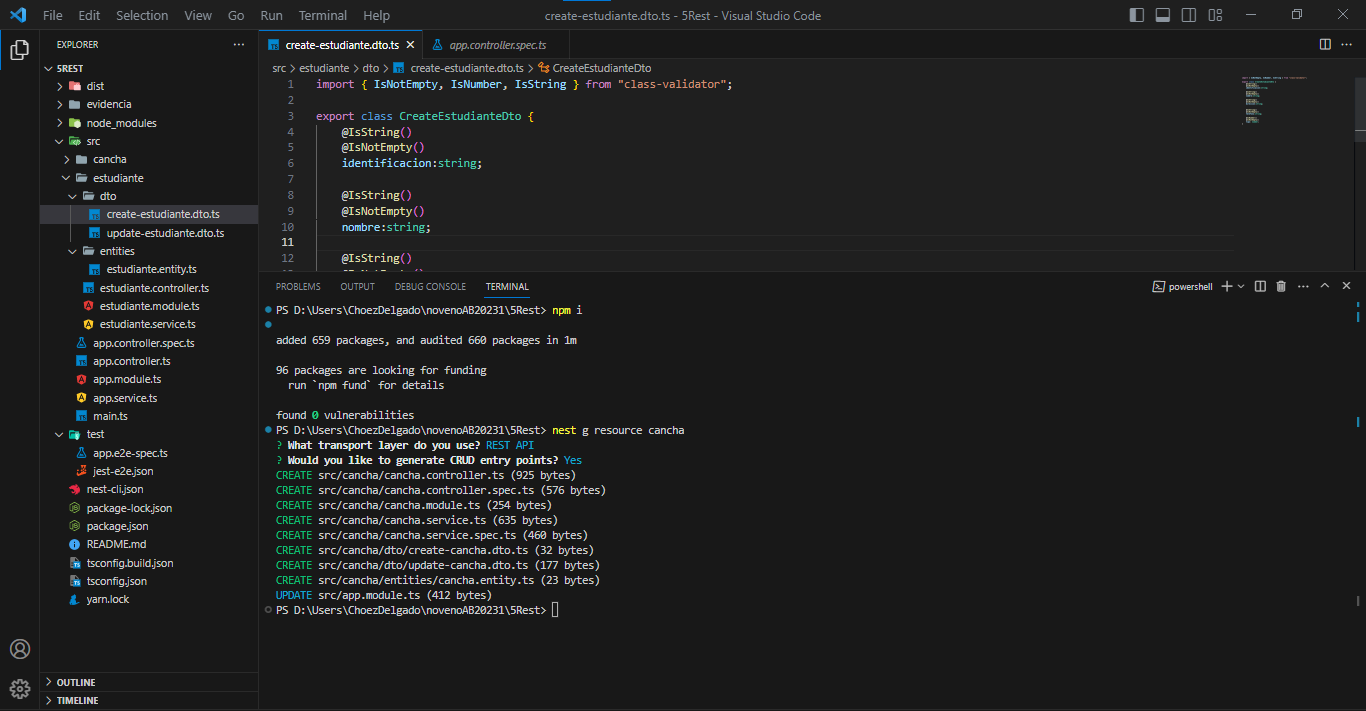 File Edit Selection View Go Run Terminal Help
create-estudiante.dto.ts - 5Rest - Visual Studio Code
EXPLORER
5REST
dist
evidencia
node_modules
src
cancha
estudiante
dto
create-estudiante.dto.ts
update-estudiante.dto.ts
entities
estudiante.entity.ts
estudiante.controller.ts
estudiante.module.ts
estudiante.service.ts
app.controller.spec.ts
app.controller.ts
app.module.ts
app.service.ts
main.ts
test
app.e2e-spec.ts
jest-e2e.json
nest-cli.json
package-lock.json
package.json
README.md
tsconfig.build.json
tsconfig.json
yarn.lock
OUTLINE
TIMELINE
create-estudiante.dto.ts app.controller.spec.ts
src > estudiante > dto > create-estudiante.dto.ts > CreateEstudianteDto
1 import { IsNotEmpty, IsNumber, IsString } from "class-validator";
2
3 export class CreateEstudianteDto {
4 @IsString()
5 @IsNotEmpty()
6 identificacion:string;
7
8 @IsString()
9 @IsNotEmpty()
10 nombre:string;
11
12 @IsString()
PROBLEMS OUTPUT DEBUG CONSOLE TERMINAL
powershell
PS D:\Users\ChoezDelgado\novenoAB20231\5Rest> npm i
added 659 packages, and audited 660 packages in 1m
96 packages are looking for funding
run `npm fund` for details
found 0 vulnerabilities
PS D:\Users\ChoezDelgado\novenoAB20231\5Rest> nest g resource cancha
? What transport layer do you use? REST API
? Would you like to generate CRUD entry points? Yes
CREATE src/cancha/cancha.controller.ts (925 bytes)
CREATE src/cancha/cancha.controller.spec.ts (576 bytes)
CREATE src/cancha/cancha.module.ts (254 bytes)
CREATE src/cancha/cancha.service.ts (635 bytes)
CREATE src/cancha/cancha.service.spec.ts (460 bytes)
CREATE src/cancha/dto/create-cancha.dto.ts (32 bytes)
CREATE src/cancha/dto/update-cancha.dto.ts (177 bytes)
CREATE src/cancha/entities/cancha.entity.ts (23 bytes)
UPDATE src/app.module.ts (412 bytes)
PS D:\Users\ChoezDelgado\novenoAB20231\5Rest>